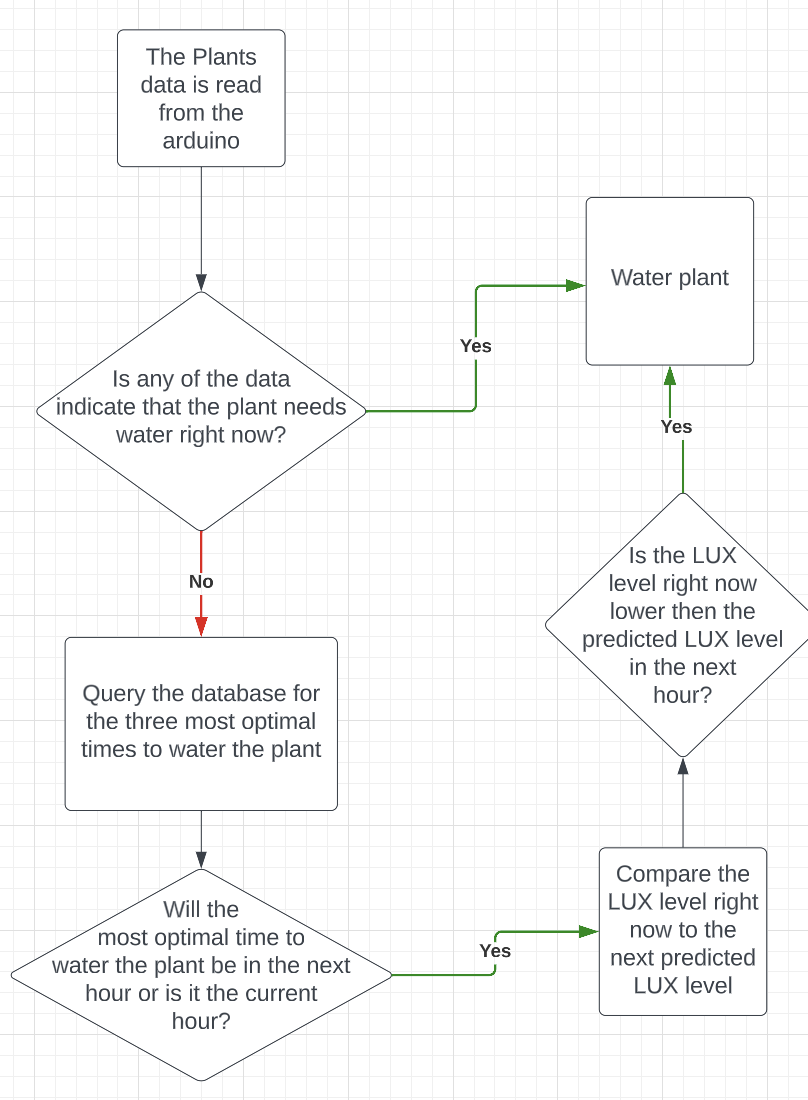 The Plants
data is read
from the
arduino
Water plant
Yes
Is any of the data
indicate that the plant needs
water right now?
Yes
No
Is the LUX
level right now
lower then the
predicted LUX level
in the next
hour?
Query the database for
the three most optimal
times to water the plant
Will the
most optimal time to
water the plant be in the next
hour or is it the current
hour?
Yes
Compare the
LUX level right
now to the
next predicted
LUX level